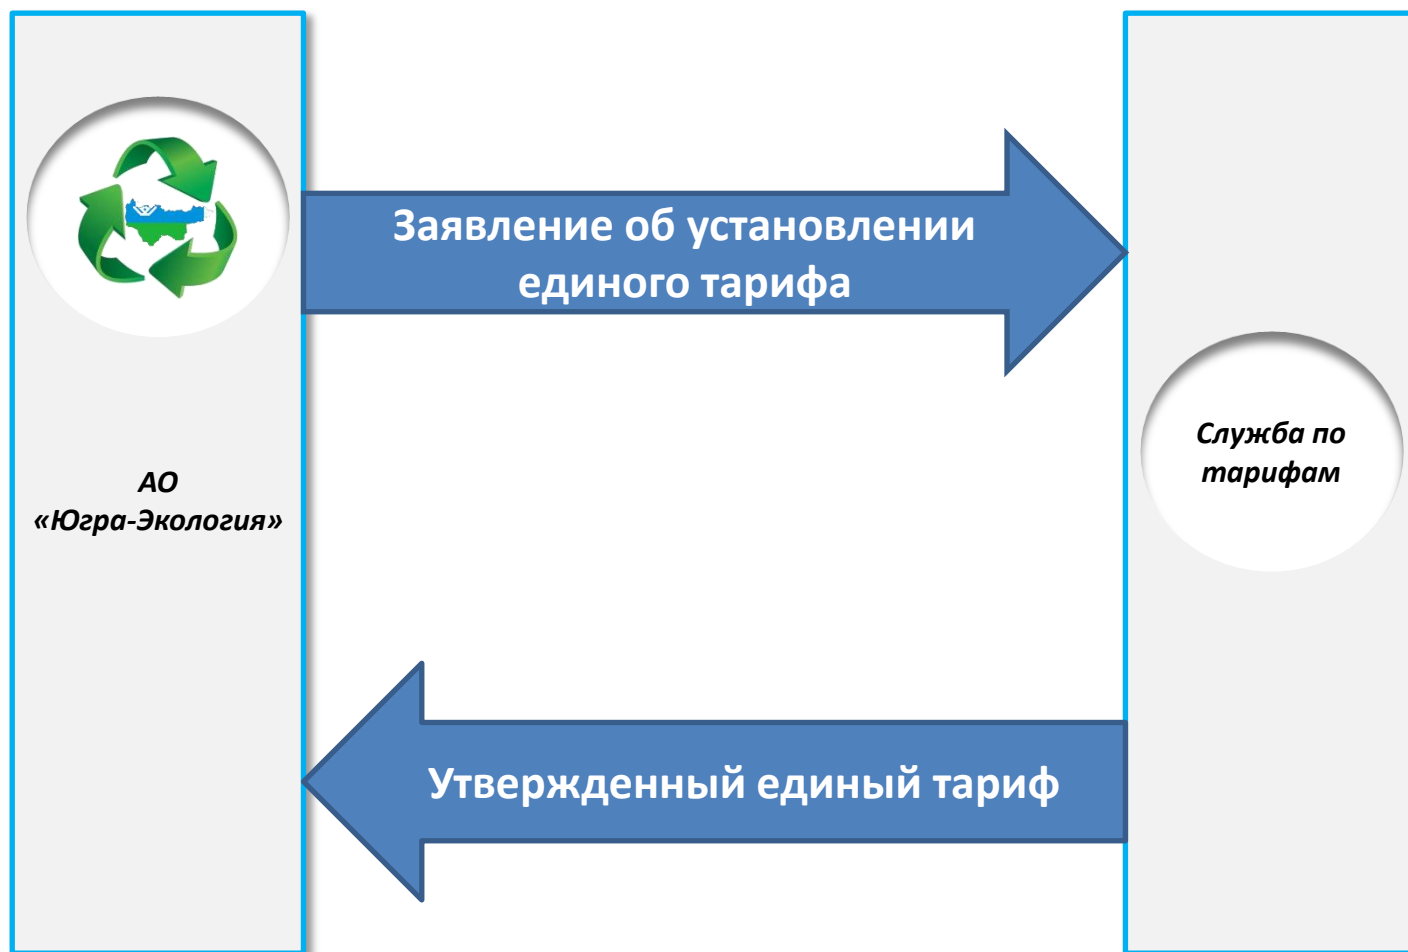 Заявление об установлении
единого тарифа
АО
«Югра-Экология»
Служба по
тарифам
Утвержденный единый тариф